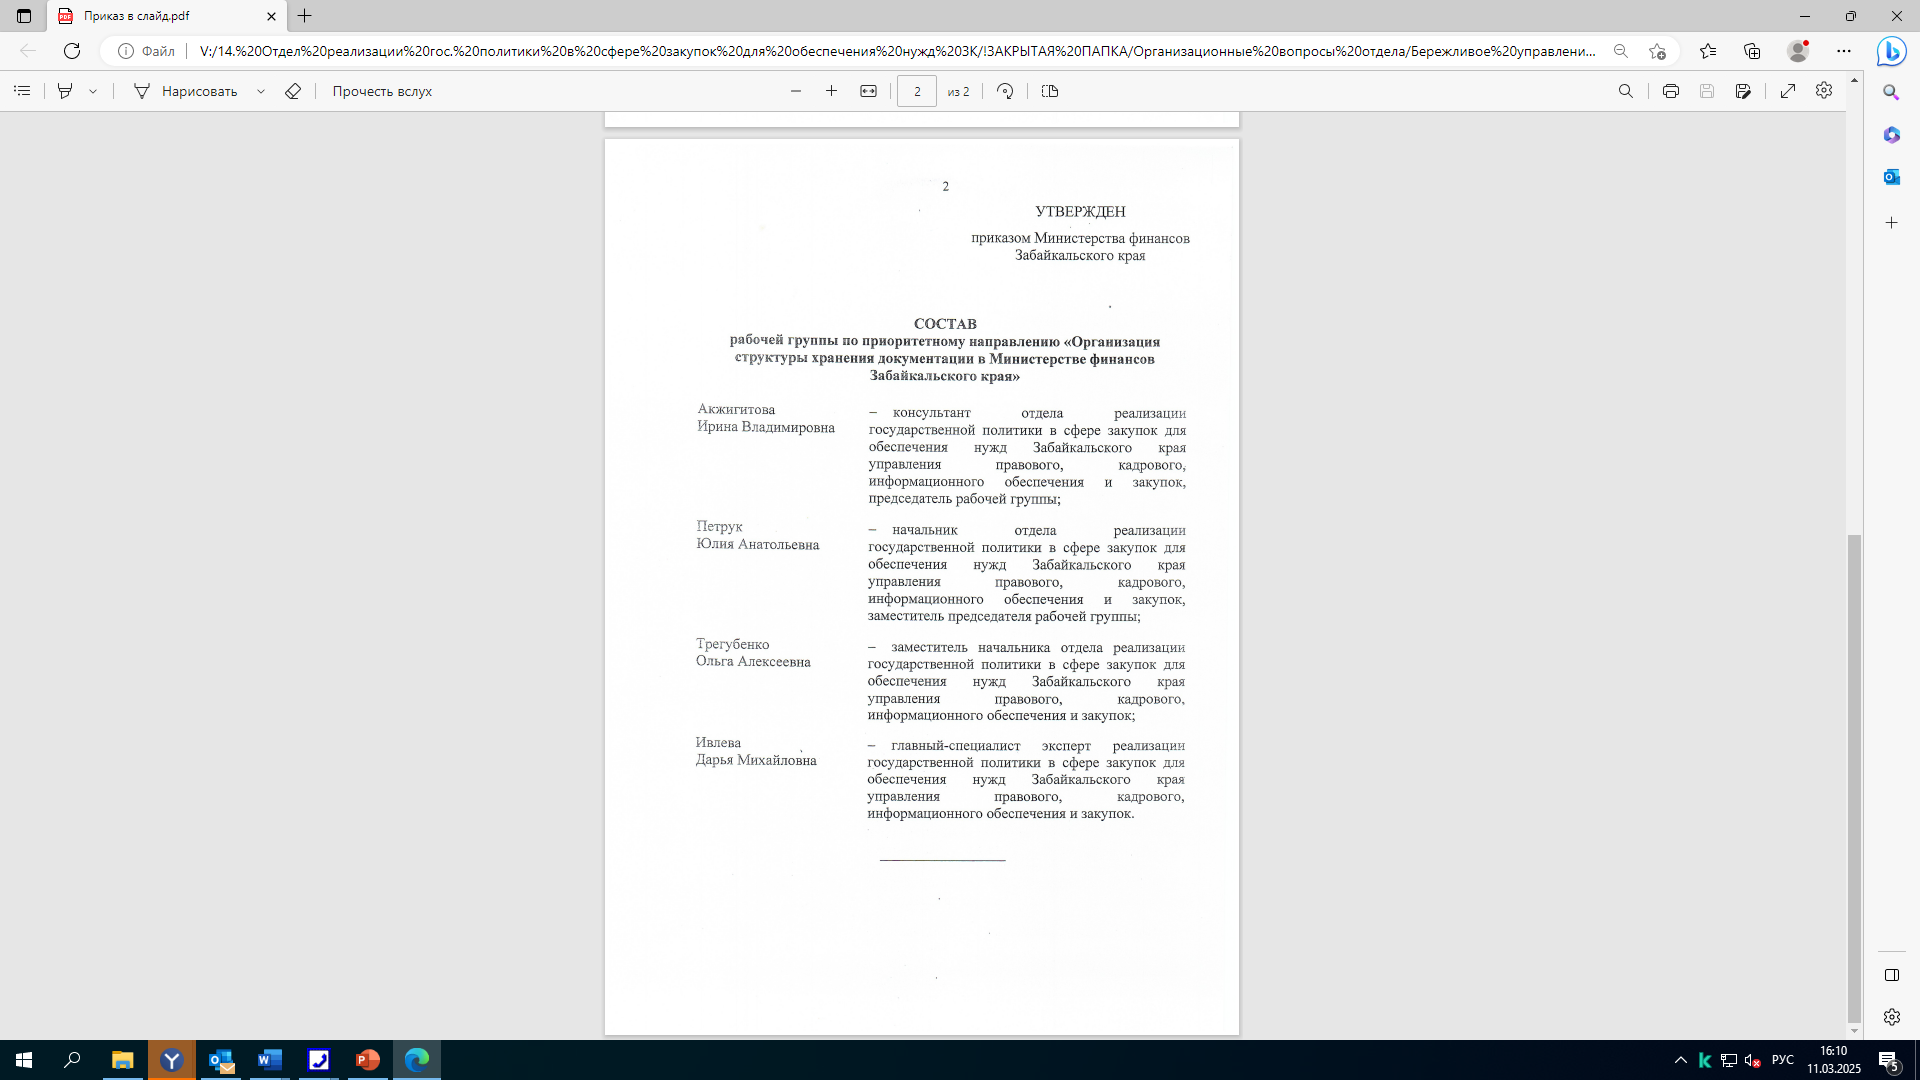 Приказ в слайд.pdf
Файл
V:/14.%20Отдел%20реализации%20гос.%20политики%20в%20сфере%20закупок%20для%20обеспечения%20нужд%20ЗК/!ЗАКРЫТАЯ%20ПАПКА/Организационные%20вопросы%20отдела/Бережливое%20управлени...
Нарисовать
Прочесть вслух
2
из 2
2
УТВЕРЖДЕН
приказом Министерства финансов
Забайкальского края
СОСТАВ
рабочей группы по приоритетному направлению «Организация
структуры хранения документации в Министерстве финансов
Забайкальского края»
Акжигитова
Ирина Владимировна
– консультант отдела реализации
государственной политики в сфере закупок для
обеспечения нужд Забайкальского края
управления правового, кадрового,
информационного обеспечения и закупок,
председатель рабочей группы;
Петрук
Юлия Анатольевна
– начальник отдела реализации
государственной политики в сфере закупок для
обеспечения нужд Забайкальского края
управления правового, кадрового,
информационного обеспечения и закупок,
заместитель председателя рабочей группы;
Трегубенко
Ольга Алексеевна
– заместитель начальника отдела реализации
государственной политики в сфере закупок для
обеспечения нужд Забайкальского края
управления правового, кадрового,
информационного обеспечения и закупок;
Ивлева
Дарья Михайловна
– главный-специалист эксперт реализации
государственной политики в сфере закупок для
обеспечения нужд Забайкальского края
управления правового, кадрового,
информационного обеспечения и закупок.
РУС
16:10
11.03.2025
5